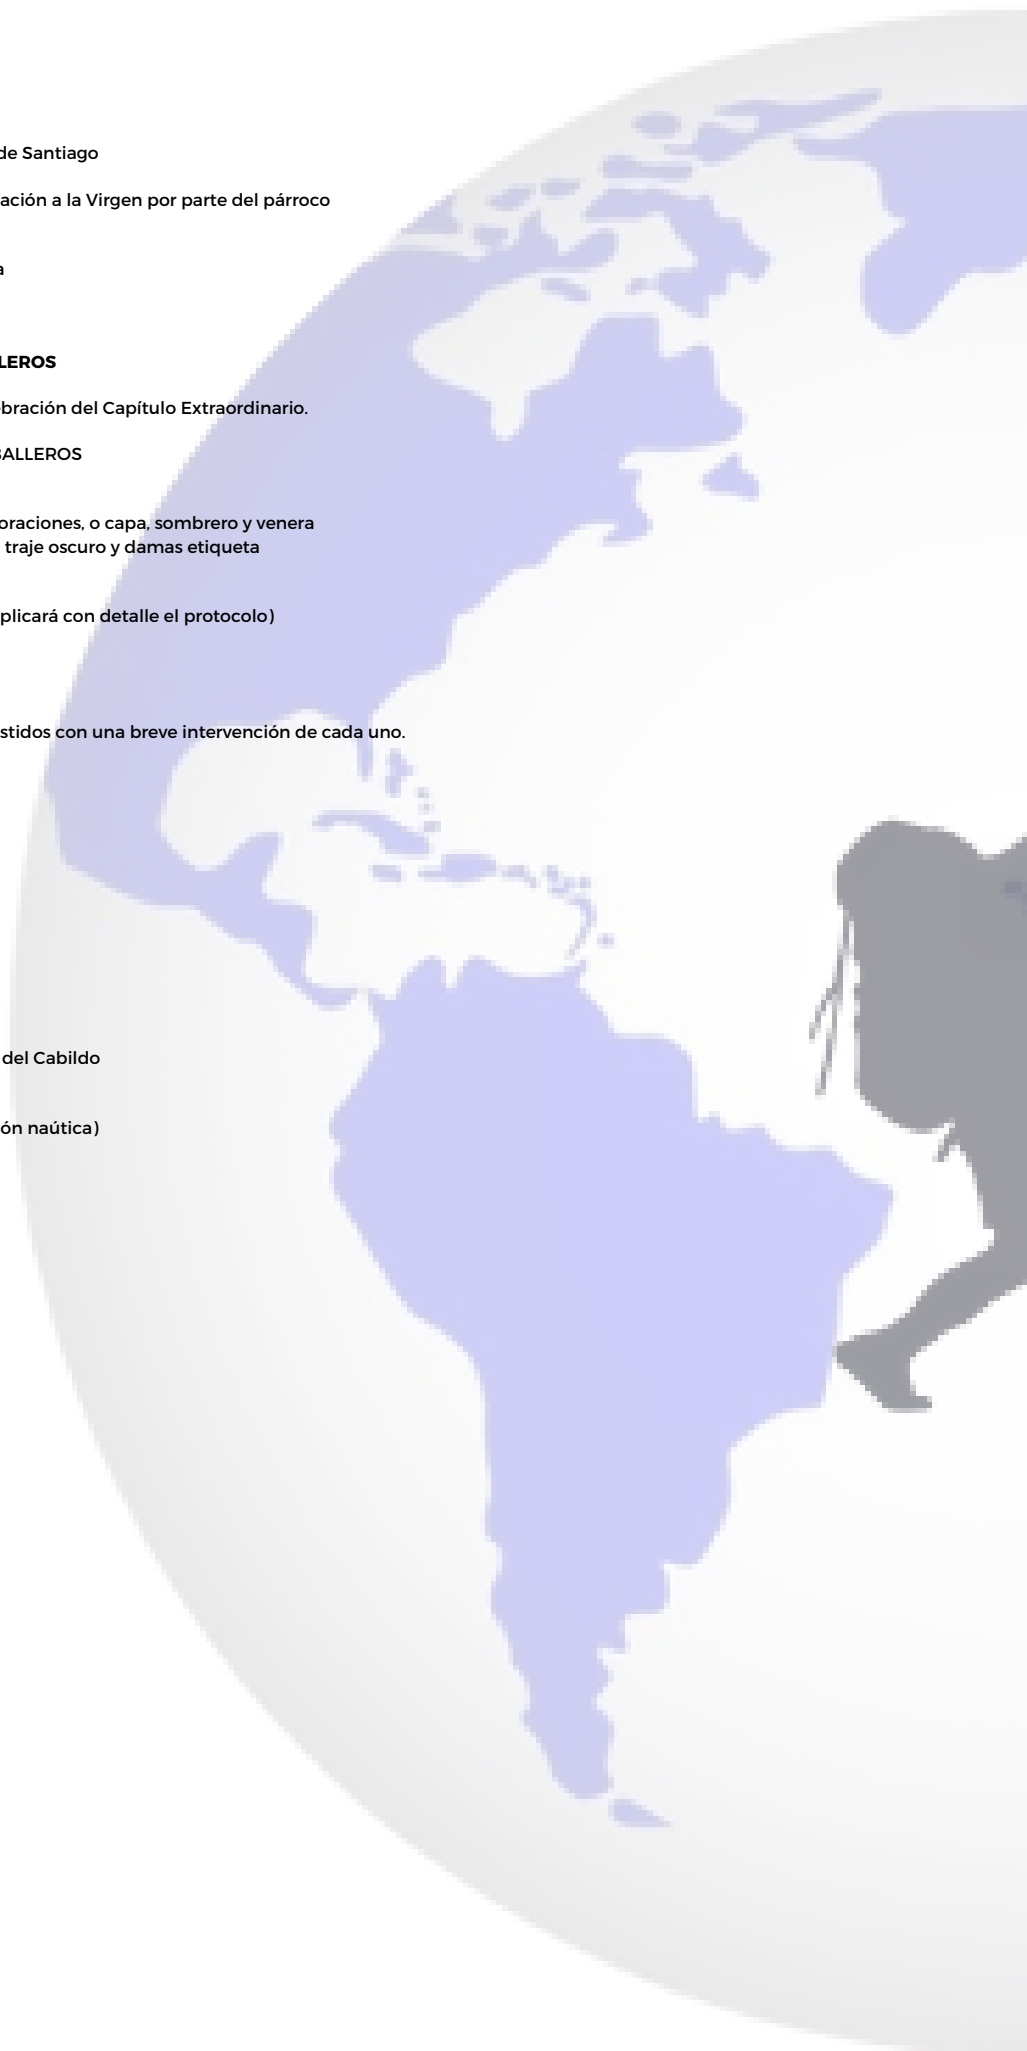 de Santiago
ación a la Virgen por parte del párroco
a
LEROS
bración del Capítulo Extraordinario.
BALLEROS
oraciones, o capa, sombrero y venera
traje oscuro y damas etiqueta
plicará con detalle el protocolo)
stidos con una breve intervención de cada uno.
del Cabildo
ón naútica)